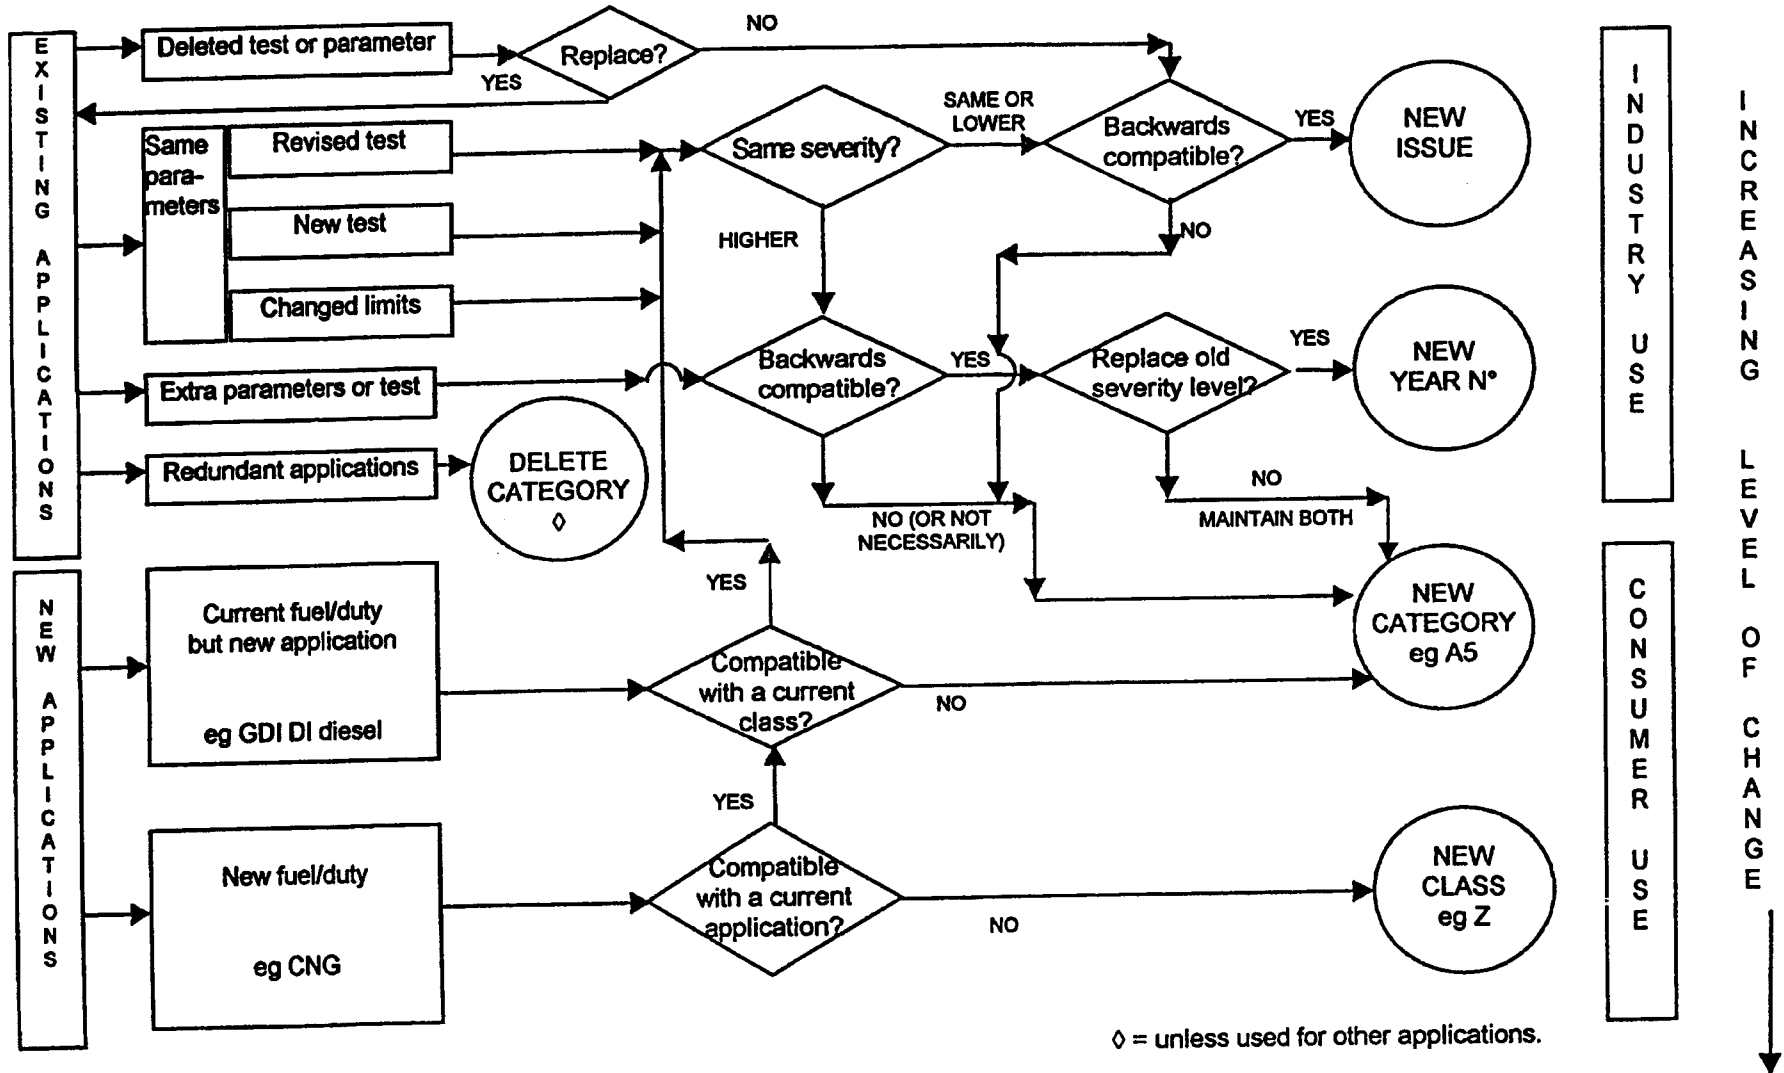 EXISTING APPLICATIONS
Deleted test or parameter
Replace?
NO
YES
Same
para-
meters
Revised test
New test
Changed limits
Same severity?
SAME OR
LOWER
Backwards
compatible?
YES
NEW
ISSUE
HIGHER
NO
Extra parameters or test
Backwards
compatible?
YES
Replace old
severity level?
YES
NEW
YEAR N°
Redundant applications
DELETE
CATEGORY
◊
NO (OR NOT
NECESSARILY)
NO
MAINTAIN BOTH
NEW APPLICATIONS
Current fuel/duty
but new application
eg GDI DI diesel
YES
Compatible
with a current
class?
NO
NEW
CATEGORY
eg A5
New fuel/duty
eg CNG
YES
Compatible
with a current
application?
NO
NEW
CLASS
eg Z
INDUSTRY USE
CONSUMER USE
INCREASING LEVEL OF CHANGE
◊ = unless used for other applications.